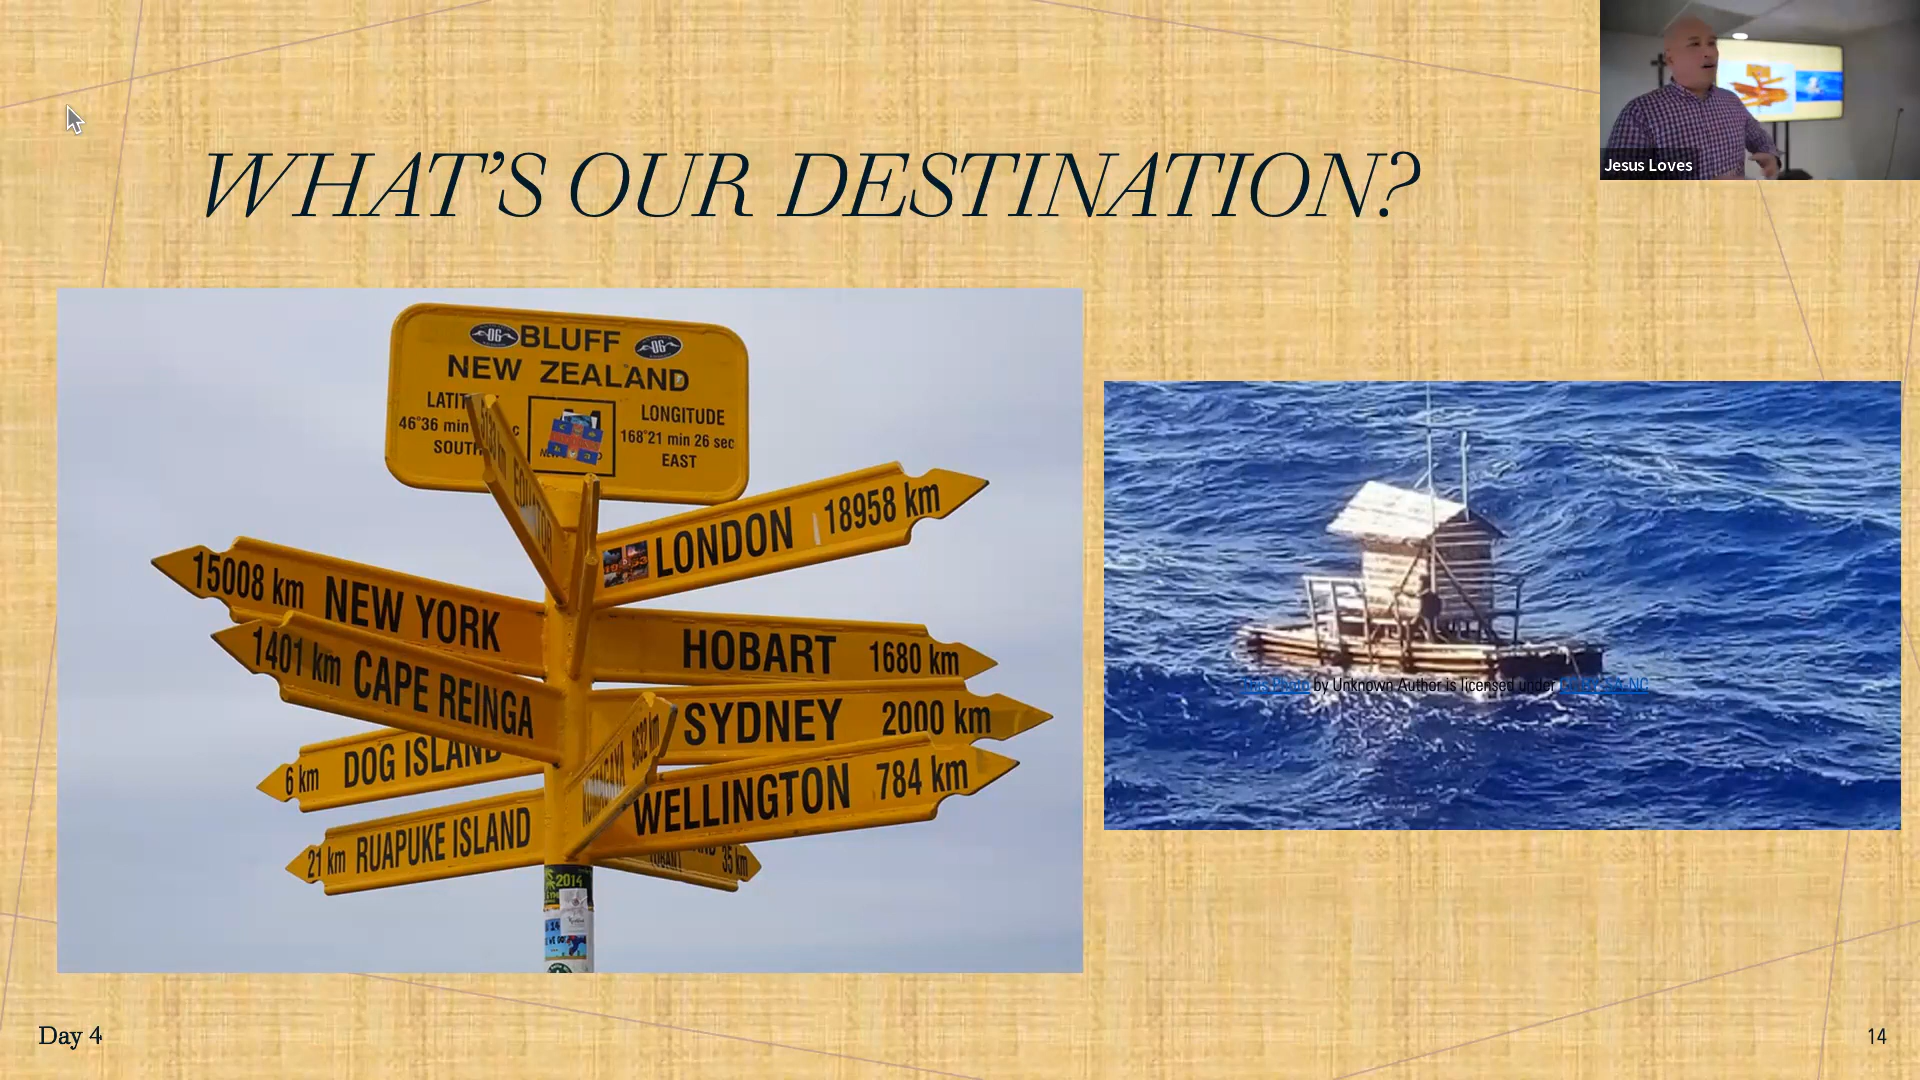 Jesus Loves
WHAT'S OUR DESTINATION?
BLUFF
NEW ZEALAND
LONGITUDE
46°36 min
168°21 min 26 sec
SOUTH
EAST
LONDON 18958 km
15008 km NEW YORK
HOBART 1680 km
1401 km CAPE REINGA
SYDNEY 2000 km
6 km DOG ISLAND
WELLINGTON 784 km
21 km RUAPUKE ISLAND
35 km
2014
This Photo by Unknown Author is licensed under CC BY-SA-NC
Day 4
14